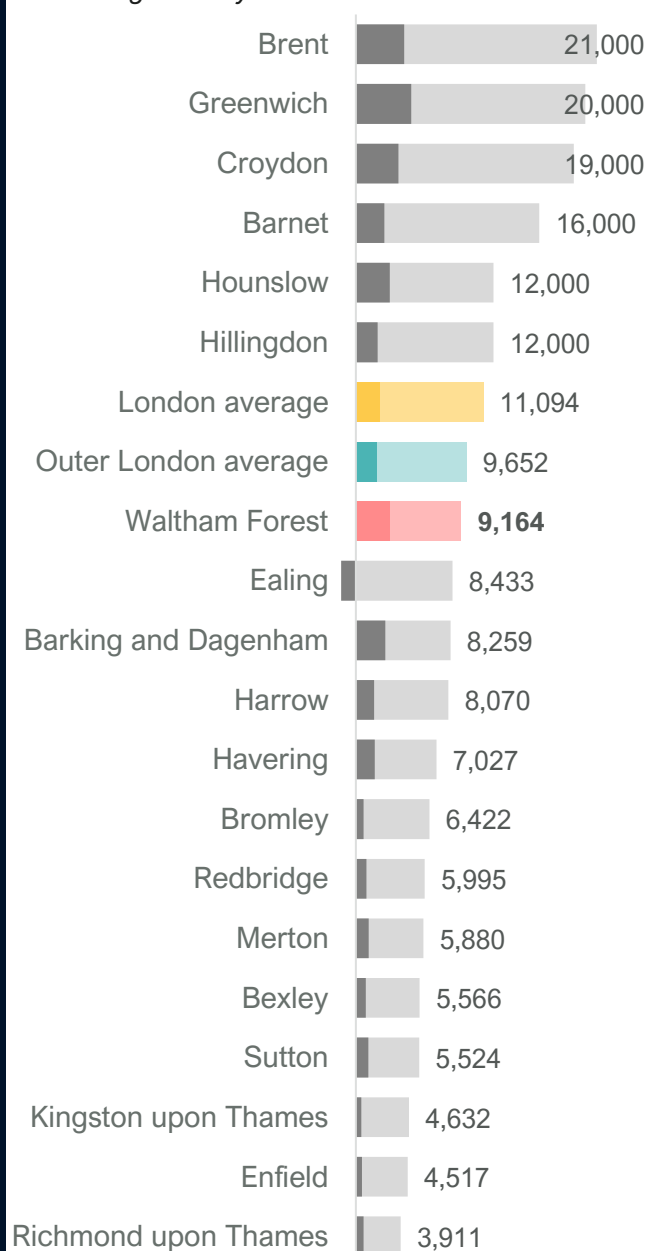 Brent 21,000
Greenwich 20,000
Croydon 19,000
Barnet 16,000
Hounslow 12,000
Hillingdon 12,000
London average 11,094
Outer London average 9,652
Waltham Forest 9,164
Ealing 8,433
Barking and Dagenham 8,259
Harrow 8,070
Havering 7,027
Bromley 6,422
Redbridge 5,995
Merton 5,880
Bexley 5,566
Sutton 5,524
Kingston upon Thames 4,632
Enfield 4,517
Richmond upon Thames 3,911